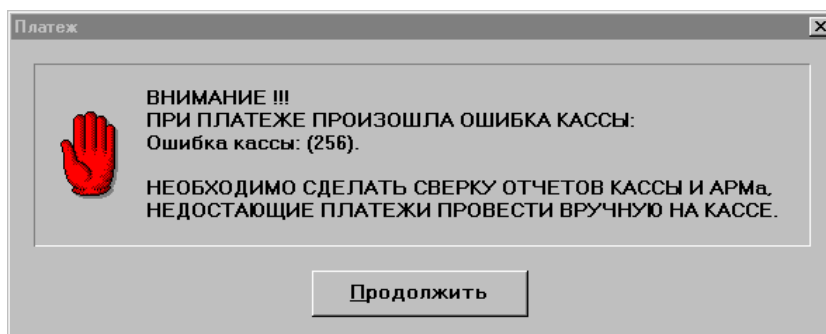 Платеж
ВНИМАНИЕ !!!
ПРИ ПЛАТЕЖЕ ПРОИЗОШЛА ОШИБКА КАССЫ:
Ошибка кассы: (256).
НЕОБХОДИМО СДЕЛАТЬ СВЕРКУ ОТЧЕТОВ КАССЫ И АРМа,
НЕДОСТАЮЩИЕ ПЛАТЕЖИ ПРОВЕСТИ ВРУЧНУЮ НА КАССЕ.
Продолжить